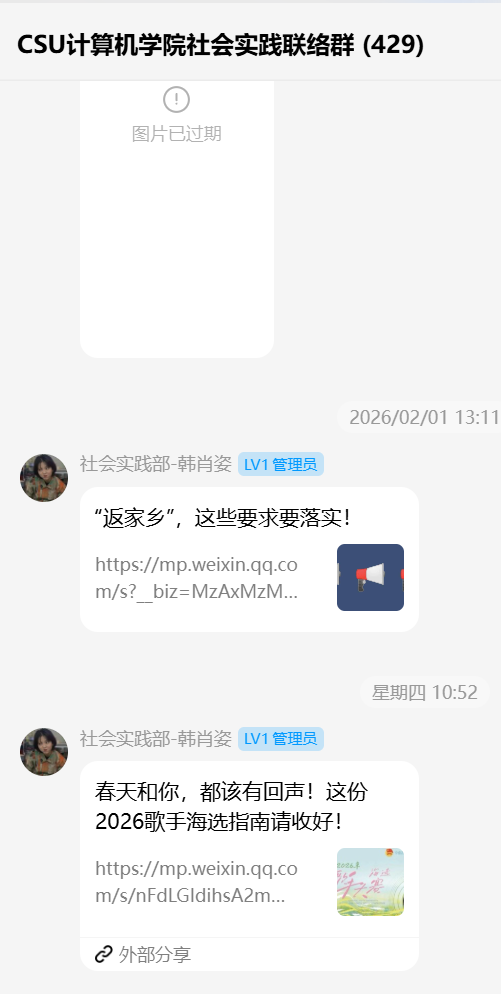 CSU计算机学院社会实践联络群 (429)
图片已过期
2026/02/01 13:11
社会实践部-韩肖姿 LV1 管理员
“返家乡”，这些要求要落实！
https://mp.weixin.qq.co
m/s?__biz=MzAxMzM...
星期四 10:52
社会实践部-韩肖姿 LV1 管理员
春天和你，都该有回声！这份
2026歌手海选指南请收好！
https://mp.weixin.qq.co
m/s/nFdLGldihsA2m...
外部分享